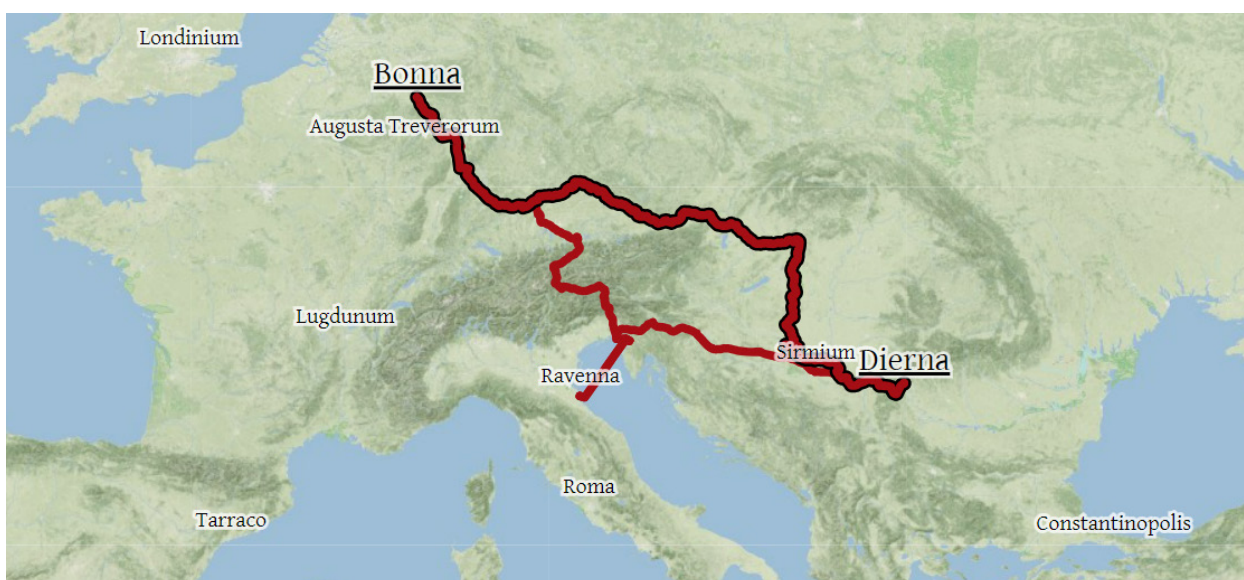 Londinium
Bonna
Augusta Treverorum
Lugdunum
Sirmium
Dierna
Ravenna
Roma
Tarraco
Constantinopolis